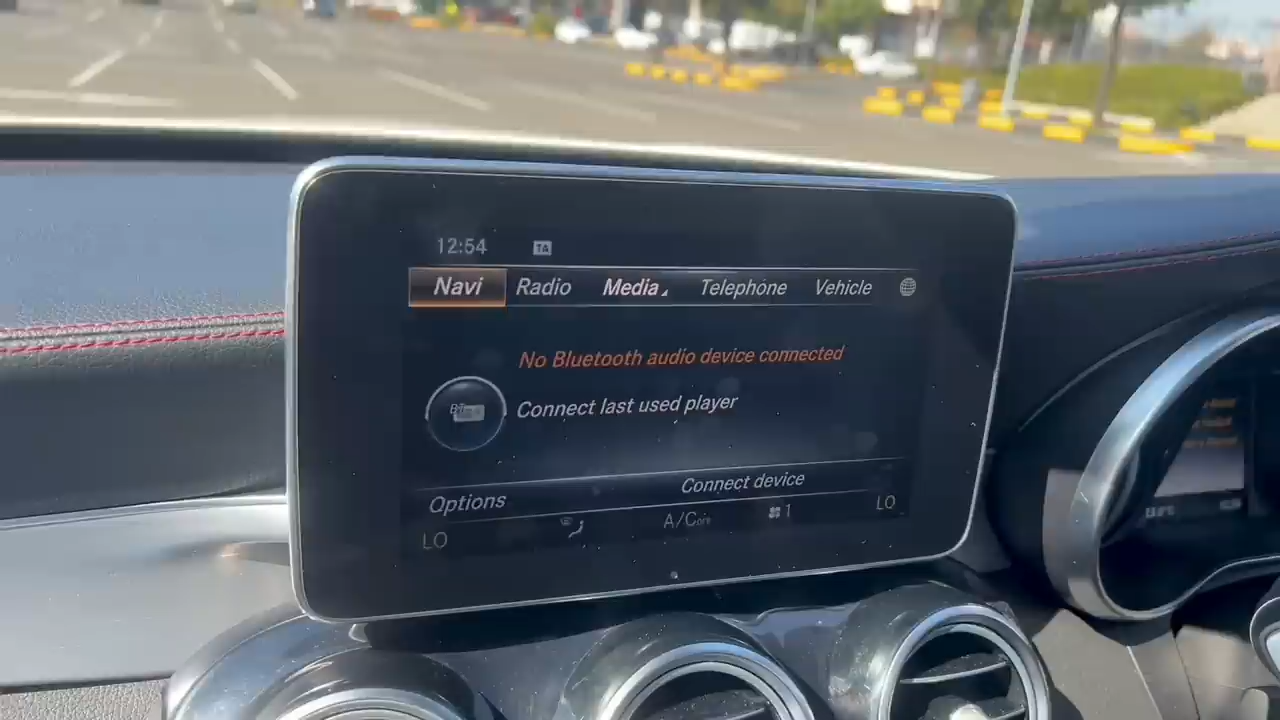 12:54 TA
Navi Radio Media Telephone Vehicle
No Bluetooth audio device connected
Connect last used player
Options Connect device
LO A/C 1 LO